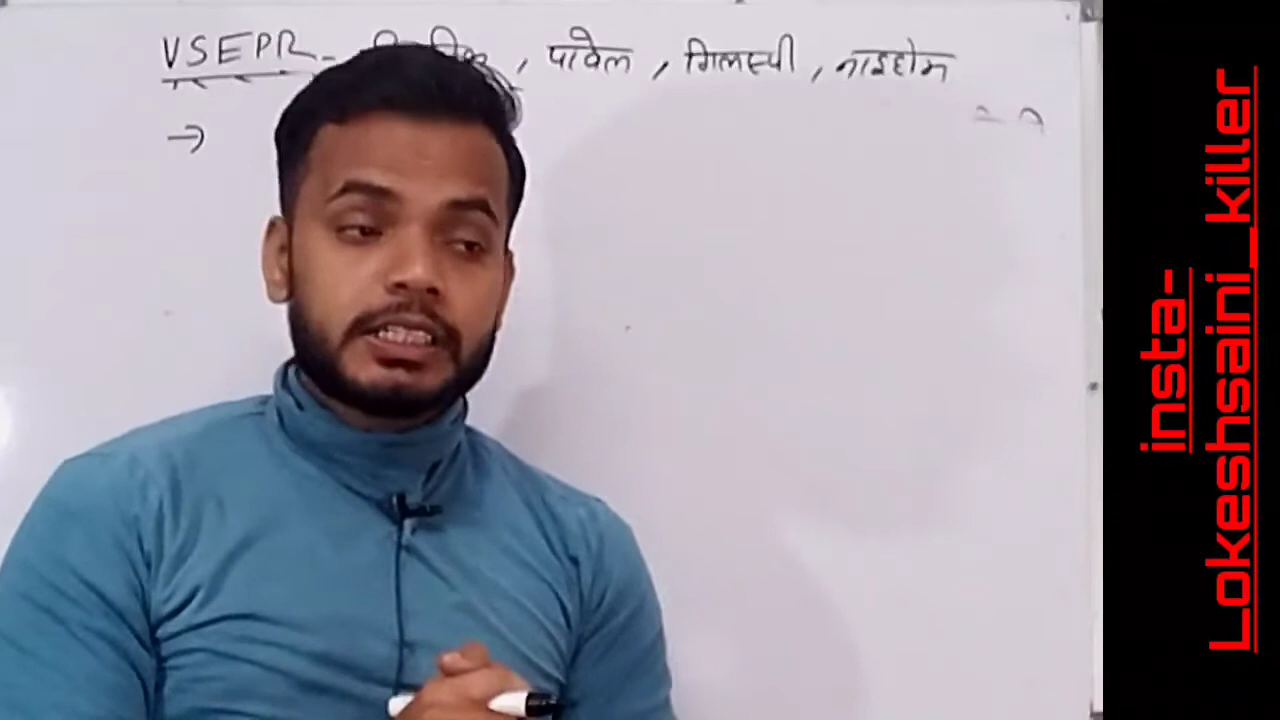 VSEPR - , पावेल , गिलस्पी , नाइहोम
→
insta-
Lokeshsaini_killer